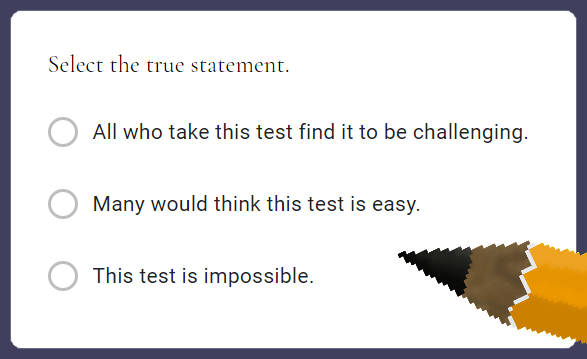 Select the true statement.
All who take this test find it to be challenging.
Many would think this test is easy.
This test is impossible.